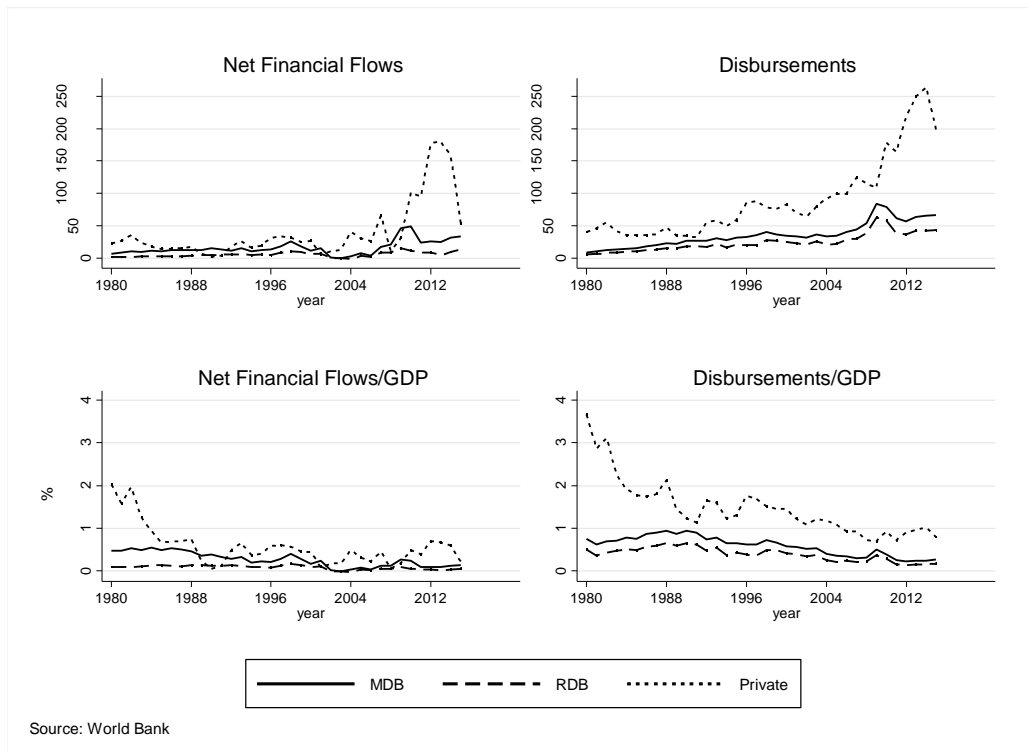 Net Financial Flows
Disbursements
250
200
150
100
50
0
1980 1988 1996 2004 2012
year
250
200
150
100
50
0
1980 1988 1996 2004 2012
year
Net Financial Flows/GDP
Disbursements/GDP
%
4
3
2
1
0
1980 1988 1996 2004 2012
year
4
3
2
1
0
1980 1988 1996 2004 2012
year
MDB RDB Private
Source: World Bank